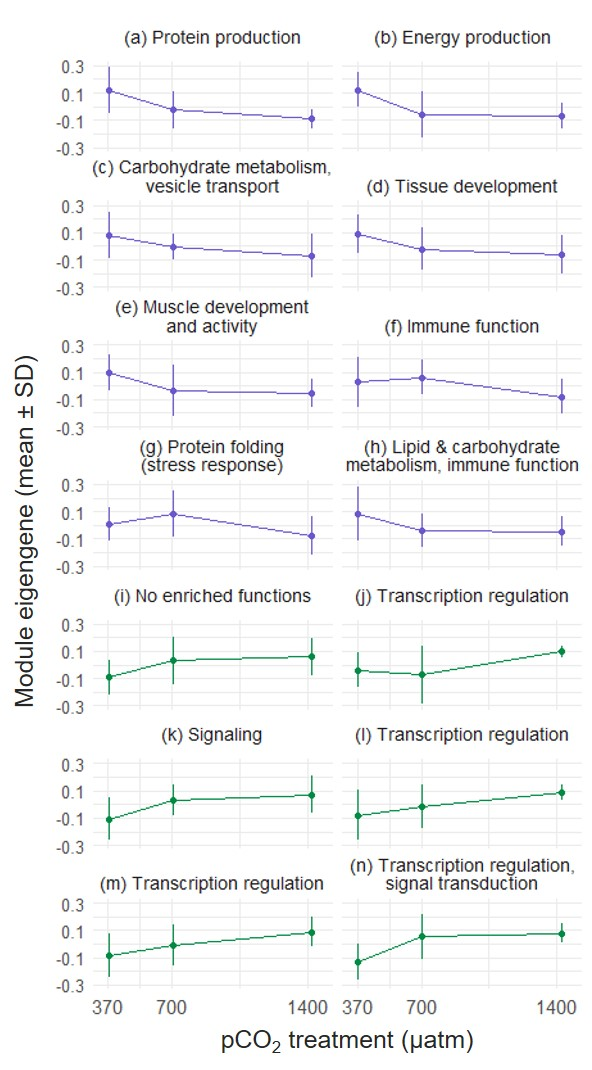 (a) Protein production
(b) Energy production
0.3
0.1
-0.1
-0.3
(c) Carbohydrate metabolism,
vesicle transport
(d) Tissue development
0.3
0.1
-0.1
-0.3
(e) Muscle development
and activity
(f) Immune function
0.3
0.1
-0.1
-0.3
(g) Protein folding
(stress response)
(h) Lipid & carbohydrate
metabolism, immune function
0.3
0.1
-0.1
-0.3
(i) No enriched functions
(j) Transcription regulation
0.3
0.1
-0.1
-0.3
(k) Signaling
(l) Transcription regulation
0.3
0.1
-0.1
-0.3
(m) Transcription regulation
(n) Transcription regulation,
signal transduction
0.3
0.1
-0.1
-0.3
370 700 1400 370 700 1400
pCO₂ treatment (μatm)
Module eigengene (mean ± SD)